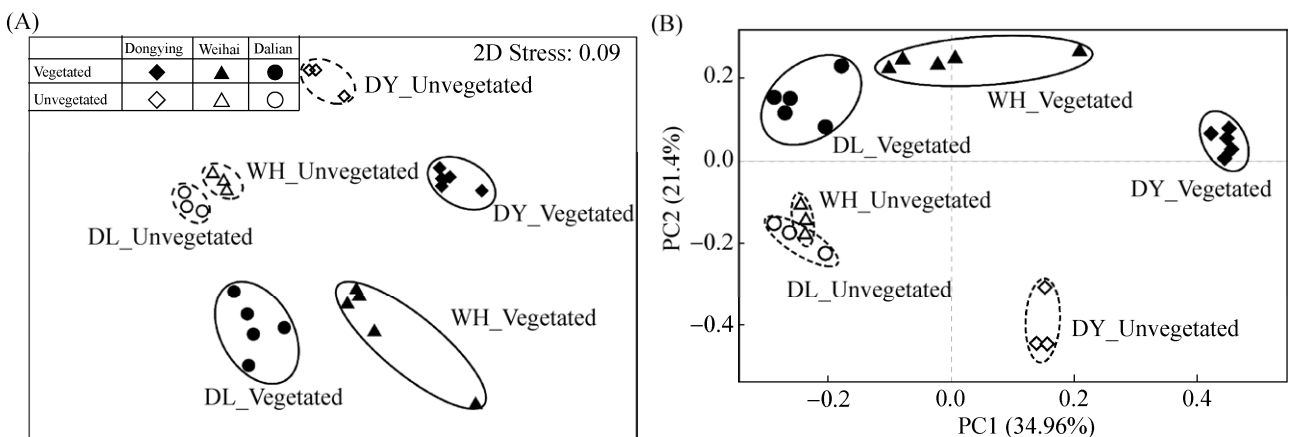 (A)
Dongying Weihai Dalian
Vegetated
Unvegetated
2D Stress: 0.09
DY_Unvegetated
WH_Unvegetated
DY_Vegetated
DL_Unvegetated
WH_Vegetated
DL_Vegetated
(B)
WH_Vegetated
DL_Vegetated
DY_Vegetated
WH_Unvegetated
DL_Unvegetated
DY_Unvegetated
PC2 (21.4%)
0.2
0.0
−0.2
−0.4
−0.2 0.0 0.2 0.4
PC1 (34.96%)